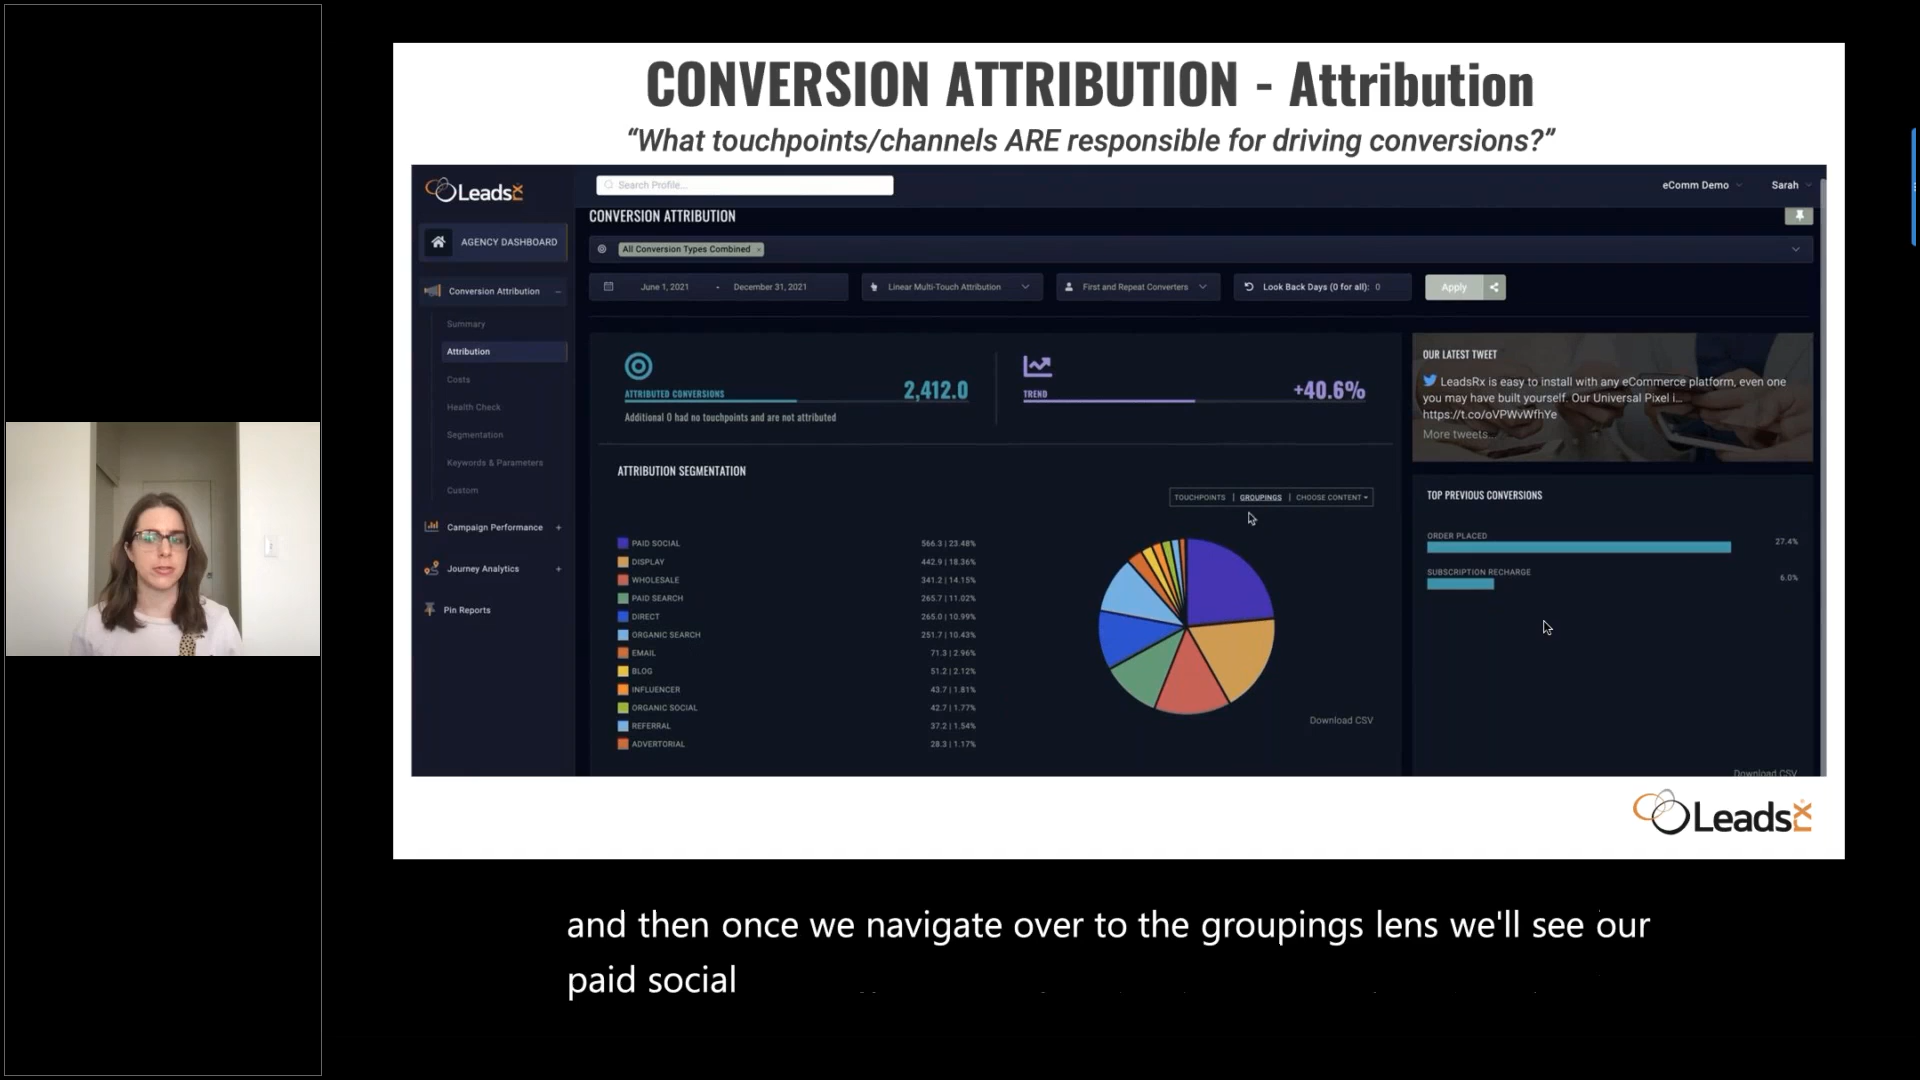 CONVERSION ATTRIBUTION - Attribution
“What touchpoints/channels ARE responsible for driving conversions?”
LeadsRx
Search Profile...
eComm Demo
Sarah
CONVERSION ATTRIBUTION
AGENCY DASHBOARD
All Conversion Types Combined
Conversion Attribution
June 1, 2021 - December 31, 2021
Linear Multi-Touch Attribution
First and Repeat Converters
Look Back Days (0 for all): 0
Apply
Summary
Attribution
Costs
Health Check
Segmentation
Keywords & Parameters
Custom
Campaign Performance +
Journey Analytics +
Pin Reports
ATTRIBUTED CONVERSIONS 2,412.0
Additional 0 had no touchpoints and are not attributed
TREND +40.6%
OUR LATEST TWEET
LeadsRx is easy to install with any eCommerce platform, even one
you may have built yourself. Our Universal Pixel i...
https://t.co/oVPWvWfhYe
More tweets...
ATTRIBUTION SEGMENTATION
TOUCHPOINTS | GROUPINGS | CHOOSE CONTENT
PAID SOCIAL 566.3 | 23.48%
DISPLAY 442.9 | 18.36%
WHOLESALE 341.2 | 14.15%
PAID SEARCH 265.7 | 11.02%
DIRECT 265.0 | 10.99%
ORGANIC SEARCH 251.7 | 10.43%
EMAIL 71.3 | 2.96%
BLOG 51.2 | 2.12%
INFLUENCER 43.7 | 1.81%
ORGANIC SOCIAL 42.7 | 1.77%
REFERRAL 37.2 | 1.54%
ADVERTORIAL 28.3 | 1.17%
Download CSV
TOP PREVIOUS CONVERSIONS
ORDER PLACED 27.4%
SUBSCRIPTION RECHARGE 6.0%
Download CSV
LeadsRx
and then once we navigate over to the groupings lens we'll see our
paid social